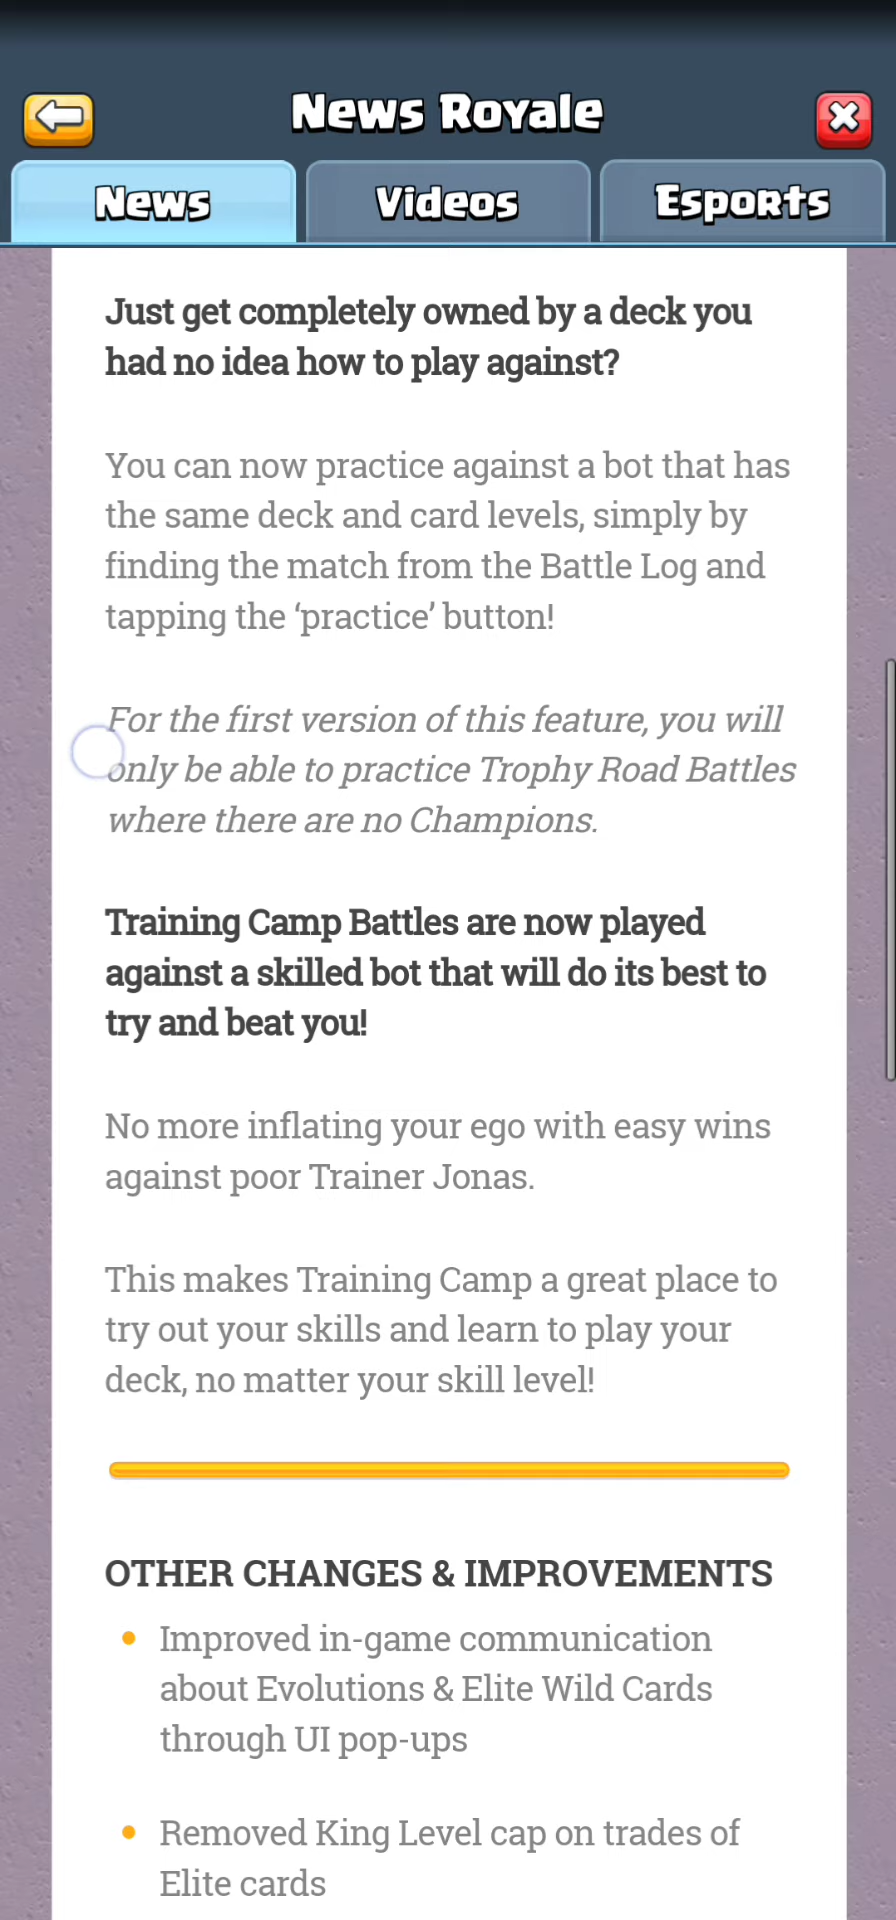 News Royale
News
Videos
Esports
Just get completely owned by a deck you
had no idea how to play against?
You can now practice against a bot that has
the same deck and card levels, simply by
finding the match from the Battle Log and
tapping the ‘practice’ button!
For the first version of this feature, you will
only be able to practice Trophy Road Battles
where there are no Champions.
Training Camp Battles are now played
against a skilled bot that will do its best to
try and beat you!
No more inflating your ego with easy wins
against poor Trainer Jonas.
This makes Training Camp a great place to
try out your skills and learn to play your
deck, no matter your skill level!
OTHER CHANGES & IMPROVEMENTS
Improved in-game communication
about Evolutions & Elite Wild Cards
through UI pop-ups
Removed King Level cap on trades of
Elite cards